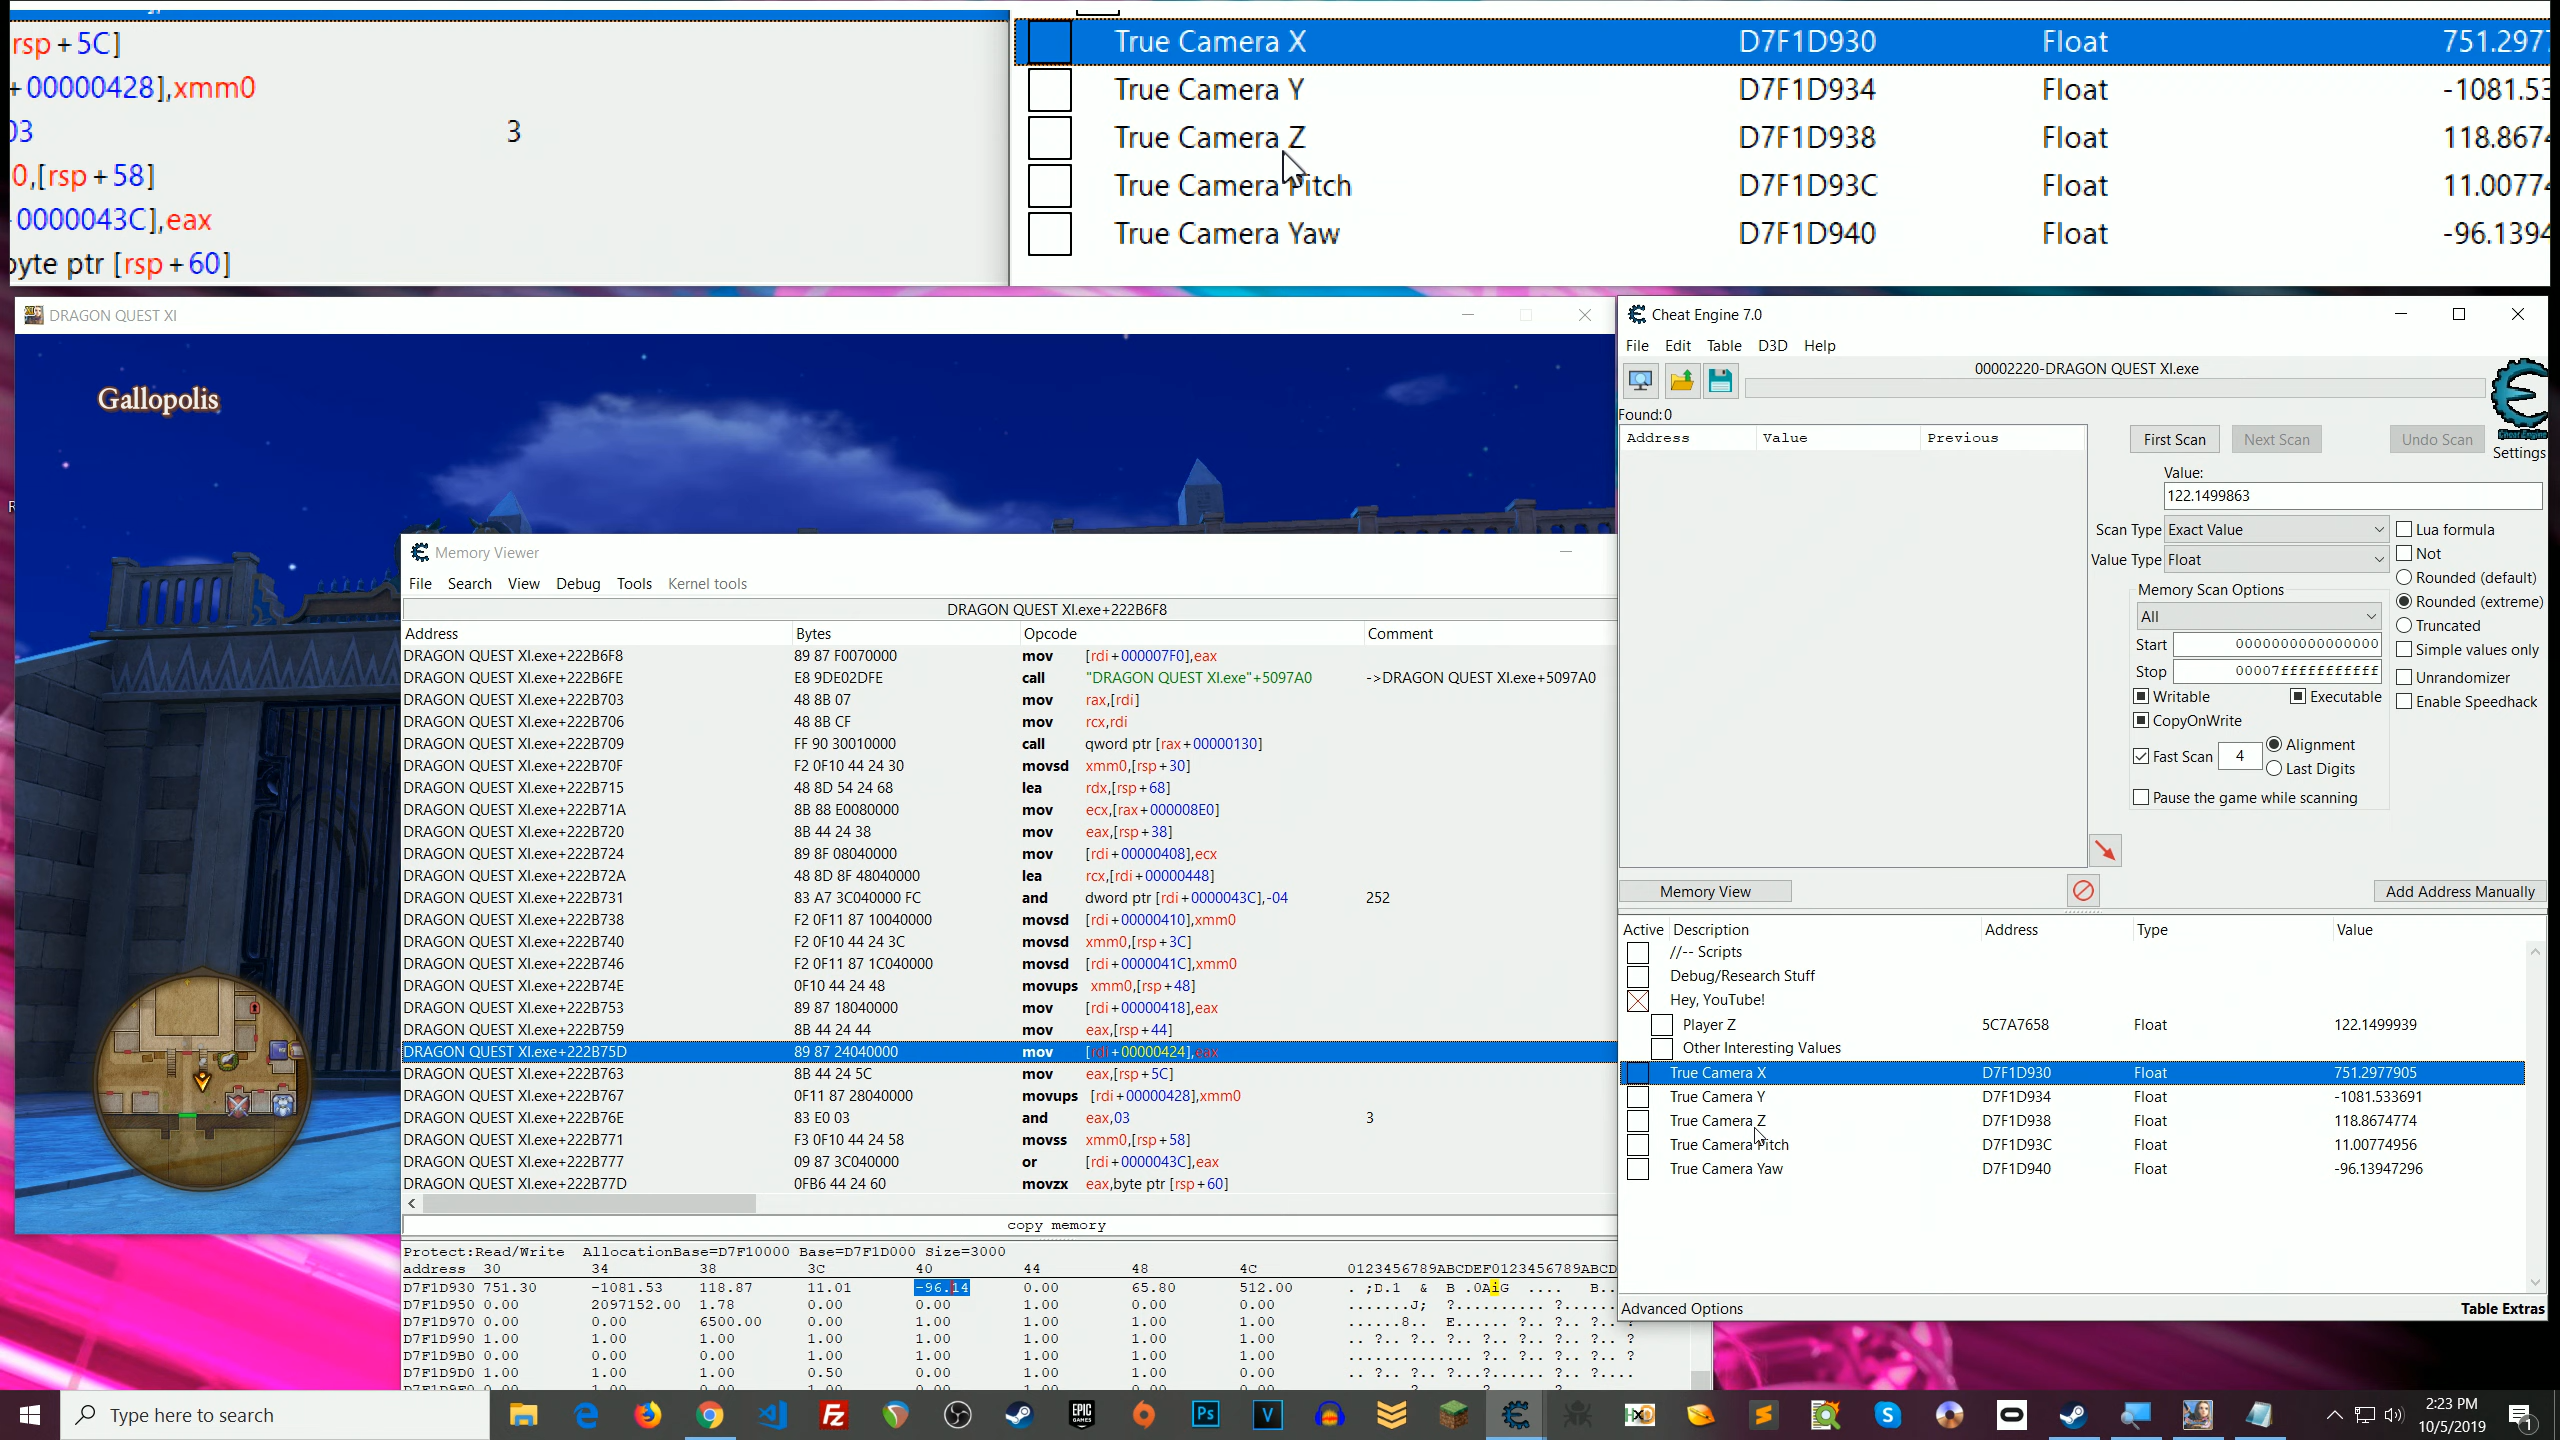 rsp+5C]
+00000428],xmm0
03 3
0,[rsp+58]
0000043C],eax
byte ptr [rsp+60]
True Camera X D7F1D930 Float 751.297
True Camera Y D7F1D934 Float -1081.53
True Camera Z D7F1D938 Float 118.867
True Camera Pitch D7F1D93C Float 11.0077
True Camera Yaw D7F1D940 Float -96.1394
DRAGON QUEST XI
Gallopolis
Memory Viewer
File Search View Debug Tools Kernel tools
DRAGON QUEST XI.exe+222B6F8
Address Bytes Opcode Comment
DRAGON QUEST XI.exe+222B6F8 89 87 F0070000 mov [rdi+000007F0],eax
DRAGON QUEST XI.exe+222B6FE E8 9DE02DFE call "DRAGON QUEST XI.exe"+5097A0 ->DRAGON QUEST XI.exe+5097A0
DRAGON QUEST XI.exe+222B703 48 8B 07 mov rax,[rdi]
DRAGON QUEST XI.exe+222B706 48 8B CF mov rcx,rdi
DRAGON QUEST XI.exe+222B709 FF 90 30010000 call qword ptr [rax+00000130]
DRAGON QUEST XI.exe+222B70F F2 0F10 44 24 30 movsd xmm0,[rsp+30]
DRAGON QUEST XI.exe+222B715 48 8D 54 24 68 lea rdx,[rsp+68]
DRAGON QUEST XI.exe+222B71A 8B 88 E0080000 mov ecx,[rax+000008E0]
DRAGON QUEST XI.exe+222B720 8B 44 24 38 mov eax,[rsp+38]
DRAGON QUEST XI.exe+222B724 89 8F 08040000 mov [rdi+00000408],ecx
DRAGON QUEST XI.exe+222B72A 48 8D 8F 48040000 lea rcx,[rdi+00000448]
DRAGON QUEST XI.exe+222B731 83 A7 3C040000 FC and dword ptr [rdi+0000043C],-04 252
DRAGON QUEST XI.exe+222B738 F2 0F11 87 10040000 movsd [rdi+00000410],xmm0
DRAGON QUEST XI.exe+222B740 F2 0F10 44 24 3C movsd xmm0,[rsp+3C]
DRAGON QUEST XI.exe+222B746 F2 0F11 87 1C040000 movsd [rdi+0000041C],xmm0
DRAGON QUEST XI.exe+222B74E 0F10 44 24 48 movups xmm0,[rsp+48]
DRAGON QUEST XI.exe+222B753 89 87 18040000 mov [rdi+00000418],eax
DRAGON QUEST XI.exe+222B759 8B 44 24 44 mov eax,[rsp+44]
DRAGON QUEST XI.exe+222B75D 89 87 24040000 mov [rdi+00000424],eax
DRAGON QUEST XI.exe+222B763 8B 44 24 5C mov eax,[rsp+5C]
DRAGON QUEST XI.exe+222B767 0F11 87 28040000 movups [rdi+00000428],xmm0
DRAGON QUEST XI.exe+222B76E 83 E0 03 and eax,03 3
DRAGON QUEST XI.exe+222B771 F3 0F10 44 24 58 movss xmm0,[rsp+58]
DRAGON QUEST XI.exe+222B777 09 87 3C040000 or [rdi+0000043C],eax
DRAGON QUEST XI.exe+222B77D 0FB6 44 24 60 movzx eax,byte ptr [rsp+60]
copy memory
Protect:Read/Write AllocationBase=D7F10000 Base=D7F1D000 Size=3000
address 30 34 38 3C 40 44 48 4C 0123456789ABCDEF0123456789ABCD
D7F1D930 751.30 -1081.53 118.87 11.01 -96.14 0.00 65.80 512.00
D7F1D950 0.00 2097152.00 1.78 0.00 0.00 1.00 0.00 0.00
D7F1D970 0.00 0.00 6500.00 0.00 1.00 1.00 1.00 1.00
D7F1D990 1.00 1.00 1.00 1.00 1.00 1.00 1.00 1.00
D7F1D9B0 0.00 0.00 0.00 1.00 1.00 0.00 0.00 1.00
D7F1D9D0 1.00 1.00 1.00 0.50 0.00 1.00 1.00 0.00
Cheat Engine 7.0
File Edit Table D3D Help
00002220-DRAGON QUEST XI.exe
Found:0
Address Value Previous
First Scan Next Scan Undo Scan
Settings
Value:
122.1499863
Scan Type Exact Value Lua formula
Not
Value Type Float
Rounded (default)
Memory Scan Options
Rounded (extreme)
All
Truncated
Start 0000000000000000
Simple values only
Stop 00007fffffffffff
Unrandomizer
Writable Executable
Enable Speedhack
CopyOnWrite
Fast Scan 4 Alignment
Last Digits
Pause the game while scanning
Memory View Add Address Manually
Active Description Address Type Value
//-- Scripts
Debug/Research Stuff
Hey, YouTube!
Player Z 5C7A7658 Float 122.1499939
Other Interesting Values
True Camera X D7F1D930 Float 751.2977905
True Camera Y D7F1D934 Float -1081.533691
True Camera Z D7F1D938 Float 118.8674774
True Camera Pitch D7F1D93C Float 11.00774956
True Camera Yaw D7F1D940 Float -96.13947296
Advanced Options Table Extras
Type here to search
EPIC GAMES
Ps
V
2:23 PM
10/5/2019
1